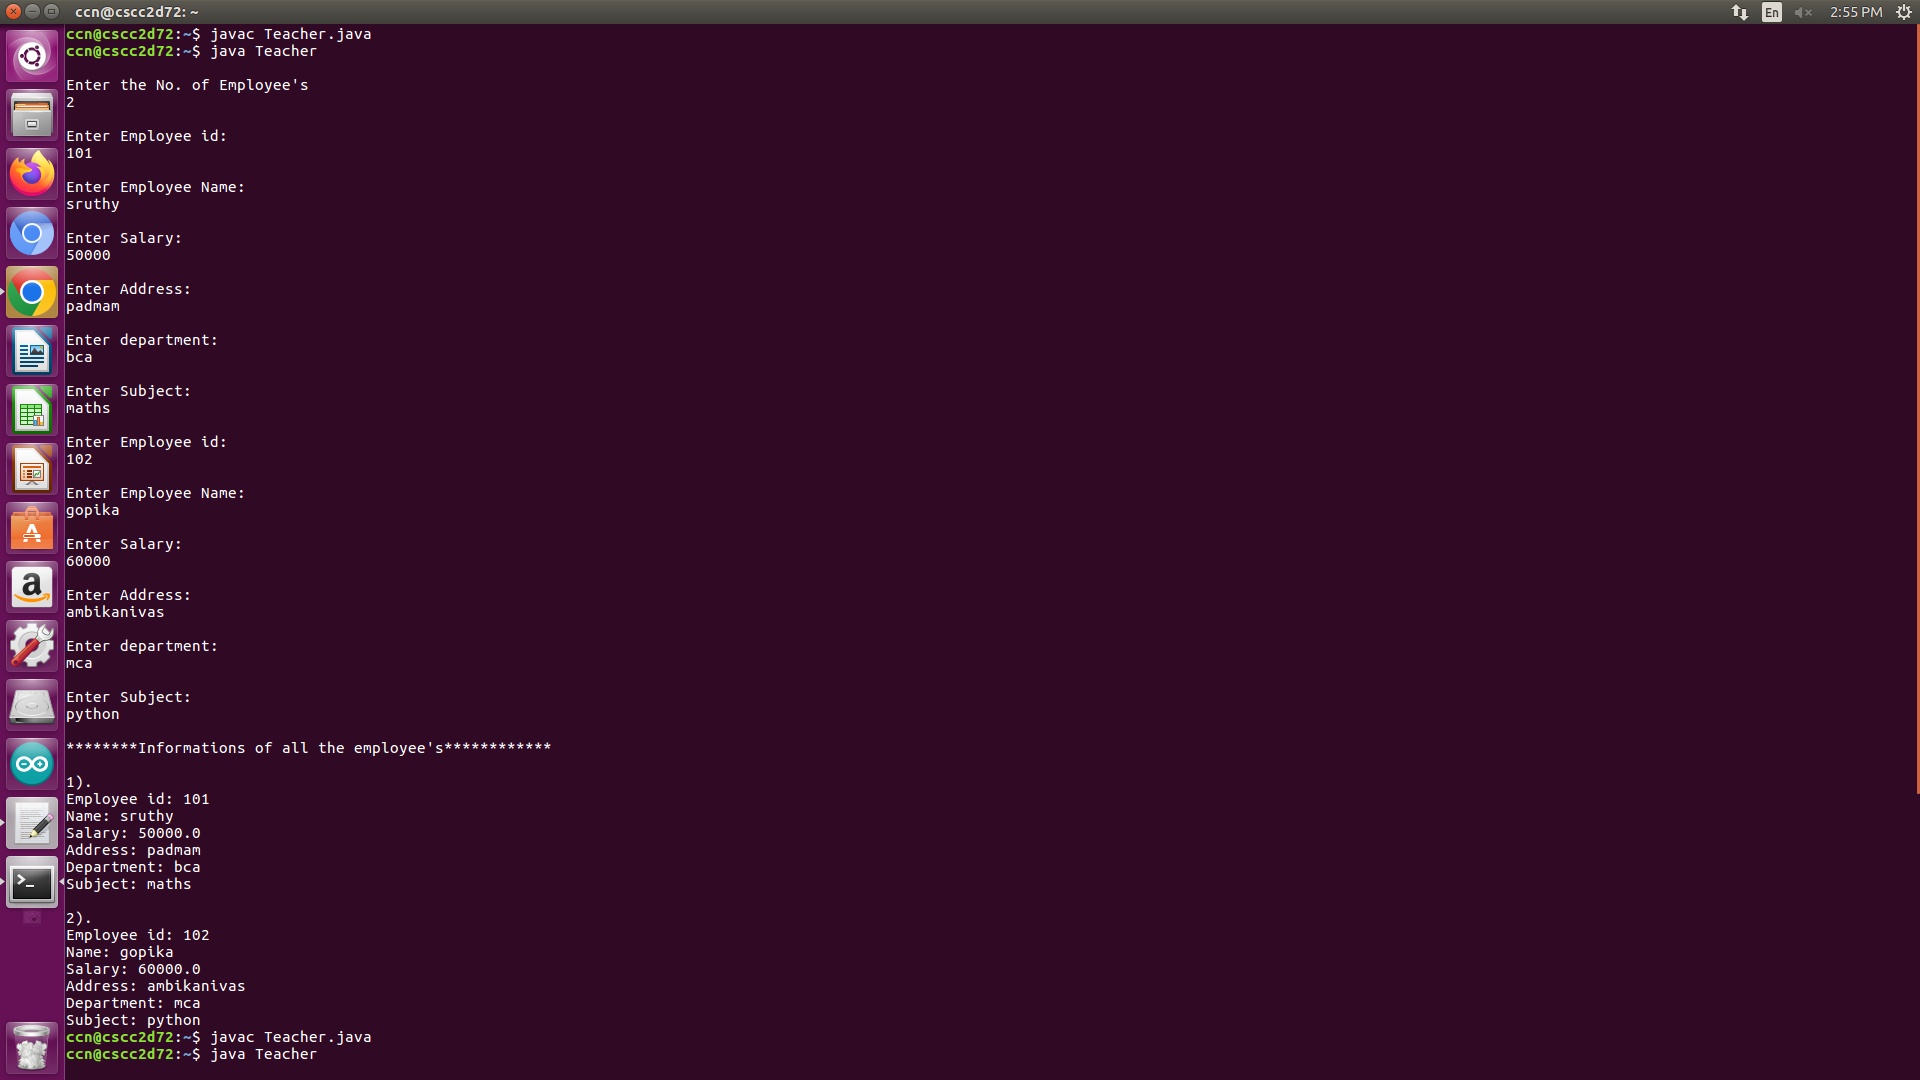 ccn@cscc2d72: ~
En
2:55 PM
ccn@cscc2d72:~$ javac Teacher.java
ccn@cscc2d72:~$ java Teacher
Enter the No. of Employee's
2
Enter Employee id:
101
Enter Employee Name:
sruthy
Enter Salary:
50000
Enter Address:
padmam
Enter department:
bca
Enter Subject:
maths
Enter Employee id:
102
Enter Employee Name:
gopika
Enter Salary:
60000
Enter Address:
ambikanivas
Enter department:
mca
Enter Subject:
python
********Informations of all the employee's************
1).
Employee id: 101
Name: sruthy
Salary: 50000.0
Address: padmam
Department: bca
Subject: maths
2).
Employee id: 102
Name: gopika
Salary: 60000.0
Address: ambikanivas
Department: mca
Subject: python
ccn@cscc2d72:~$ javac Teacher.java
ccn@cscc2d72:~$ java Teacher